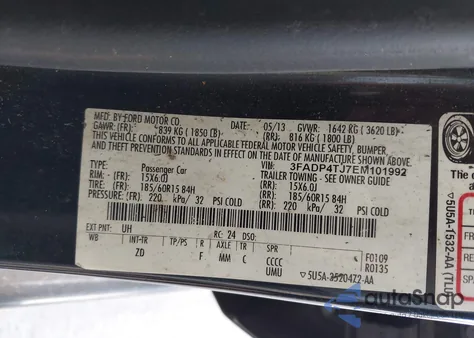 MFD. BY FORD MOTOR CO.
DATE: 05/13 GVWR: 1642 KG ( 3620 LB)
GAWR: (FR): 839 KG ( 1850 LB) (RR): 816 KG ( 1800 LB)
THIS VEHICLE CONFORMS TO ALL APPLICABLE FEDERAL MOTOR VEHICLE SAFETY, BUMPER,
AND THEFT PREVENTION STANDARDS IN EFFECT ON THE DATE OF MANUFACTURE SHOWN ABOVE.
VIN: 3FADP4TJ7EM101992
TYPE: Passenger Car TRAILER TOWING - SEE OWNER GUIDE
RIM: (FR): 15X6.0J (RR): 15X6.0J
TIRE: (FR): 185/60R15 84H (RR): 185/60R15 84H
PRESSURE: (FR): 220 kPa/ 32 PSI COLD (RR): 220 kPa/ 32 PSI COLD
EXT PNT: UH RC: 24 DSO:
WB INT-TR TP/PS R AXLE TR SPR
ZD F MM C CCCC F0109
UMU R0135
5U5A-3520472-AA
5U5A-1532-AA
autoSnap